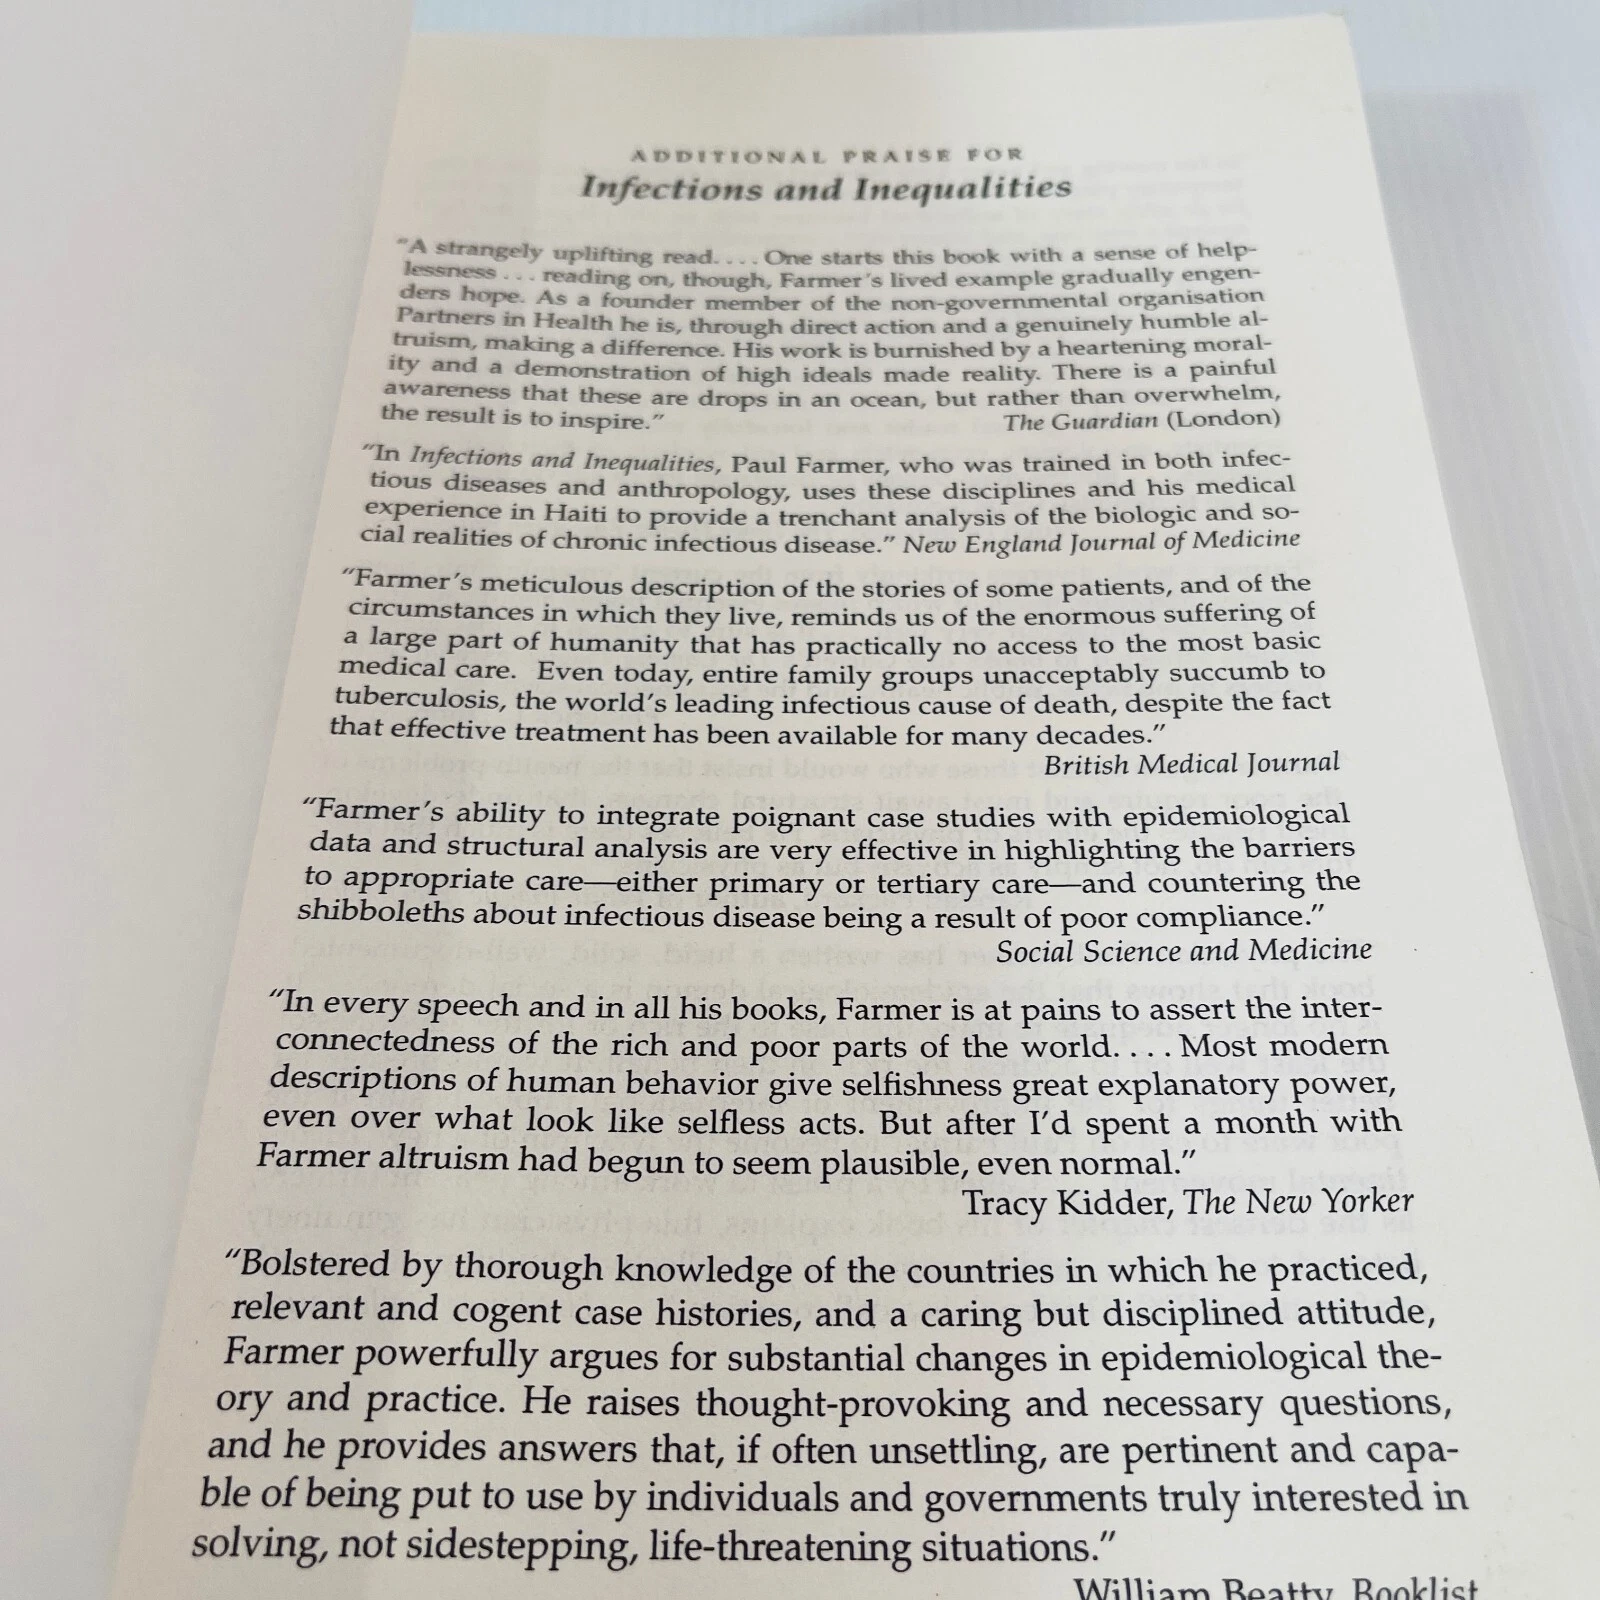 ADDITIONAL PRAISE FOR
Infections and Inequalities
“A strangely uplifting read. . . . One starts this book with a sense of help-
lessness . . . reading on, though, Farmer’s lived example gradually engen-
ders hope. As a founder member of the non-governmental organisation
Partners in Health he is, through direct action and a genuinely humble al-
truism, making a difference. His work is burnished by a heartening moral-
ity and a demonstration of high ideals made reality. There is a painful
awareness that these are drops in an ocean, but rather than overwhelm,
the result is to inspire.” The Guardian (London)
“In Infections and Inequalities, Paul Farmer, who was trained in both infec-
tious diseases and anthropology, uses these disciplines and his medical
experience in Haiti to provide a trenchant analysis of the biologic and so-
cial realities of chronic infectious disease.” New England Journal of Medicine
“Farmer’s meticulous description of the stories of some patients, and of the
circumstances in which they live, reminds us of the enormous suffering of
a large part of humanity that has practically no access to the most basic
medical care. Even today, entire family groups unacceptably succumb to
tuberculosis, the world’s leading infectious cause of death, despite the fact
that effective treatment has been available for many decades.”
British Medical Journal
“Farmer’s ability to integrate poignant case studies with epidemiological
data and structural analysis are very effective in highlighting the barriers
to appropriate care—either primary or tertiary care—and countering the
shibboleths about infectious disease being a result of poor compliance.”
Social Science and Medicine
“In every speech and in all his books, Farmer is at pains to assert the inter-
connectedness of the rich and poor parts of the world. . . . Most modern
descriptions of human behavior give selfishness great explanatory power,
even over what look like selfless acts. But after I’d spent a month with
Farmer altruism had begun to seem plausible, even normal.”
Tracy Kidder, The New Yorker
“Bolstered by thorough knowledge of the countries in which he practiced,
relevant and cogent case histories, and a caring but disciplined attitude,
Farmer powerfully argues for substantial changes in epidemiological the-
ory and practice. He raises thought-provoking and necessary questions,
and he provides answers that, if often unsettling, are pertinent and capa-
ble of being put to use by individuals and governments truly interested in
solving, not sidestepping, life-threatening situations.”
William Beatty, Booklist